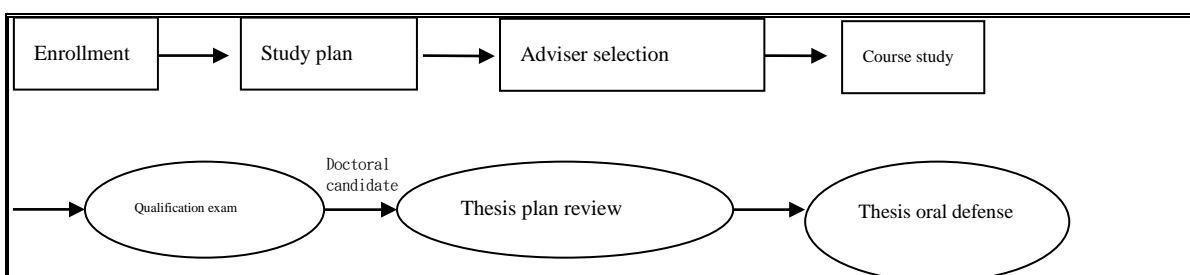 Enrollment
Study plan
Adviser selection
Course study
Doctoral
candidate
Qualification exam
Thesis plan review
Thesis oral defense